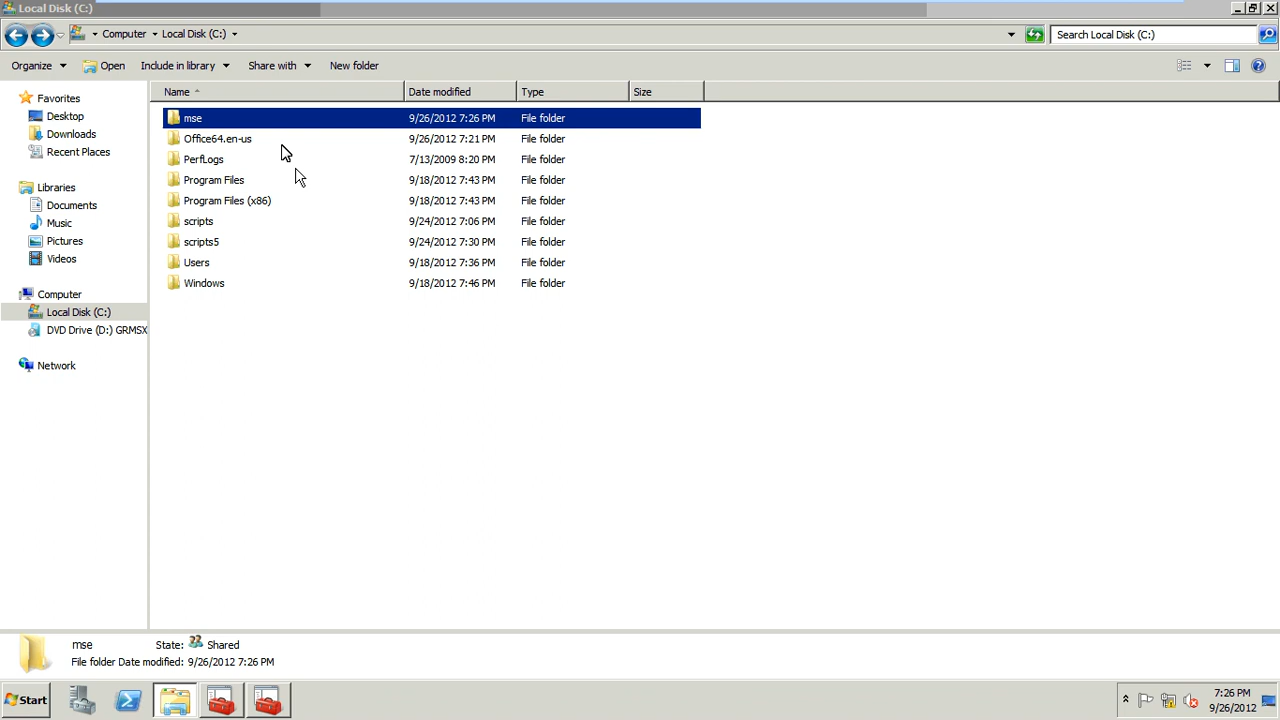 Local Disk (C:)
Computer Local Disk (C:) Search Local Disk (C:)
Organize Open Include in library Share with New folder
Name Date modified Type Size
Favorites
Desktop
Downloads
Recent Places
Libraries
Documents
Music
Pictures
Videos
Computer
Local Disk (C:)
DVD Drive (D:) GRMSX
Network
mse 9/26/2012 7:26 PM File folder
Office64.en-us 9/26/2012 7:21 PM File folder
PerfLogs 7/13/2009 8:20 PM File folder
Program Files 9/18/2012 7:43 PM File folder
Program Files (x86) 9/18/2012 7:43 PM File folder
scripts 9/24/2012 7:06 PM File folder
scripts5 9/24/2012 7:30 PM File folder
Users 9/18/2012 7:36 PM File folder
Windows 9/18/2012 7:46 PM File folder
mse State: Shared
File folder Date modified: 9/26/2012 7:26 PM
Start
7:26 PM
9/26/2012